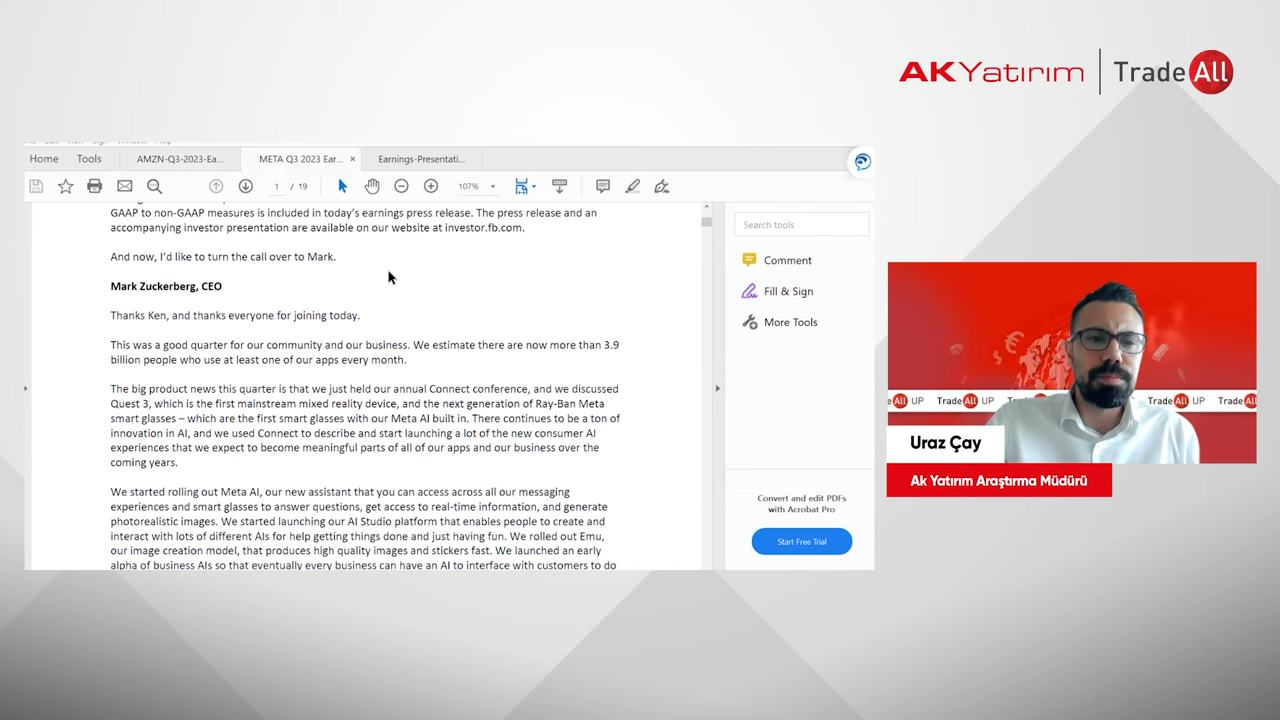 AKYatırım | TradeAll
Home Tools AMZN-Q3-2023-Ea... META Q3 2023 Ear... × Earnings-Presentati...
1 / 19 107%
GAAP to non-GAAP measures is included in today's earnings press release. The press release and an
accompanying investor presentation are available on our website at investor.fb.com.
And now, I'd like to turn the call over to Mark.
Mark Zuckerberg, CEO
Thanks Ken, and thanks everyone for joining today.
This was a good quarter for our community and our business. We estimate there are now more than 3.9
billion people who use at least one of our apps every month.
The big product news this quarter is that we just held our annual Connect conference, and we discussed
Quest 3, which is the first mainstream mixed reality device, and the next generation of Ray-Ban Meta
smart glasses – which are the first smart glasses with our Meta AI built in. There continues to be a ton of
innovation in AI, and we used Connect to describe and start launching a lot of the new consumer AI
experiences that we expect to become meaningful parts of all of our apps and our business over the
coming years.
We started rolling out Meta AI, our new assistant that you can access across all our messaging
experiences and smart glasses to answer questions, get access to real-time information, and generate
photorealistic images. We started launching our AI Studio platform that enables people to create and
interact with lots of different AIs for help getting things done and just having fun. We rolled out Emu,
our image creation model, that produces high quality images and stickers fast. We launched an early
alpha of business AIs so that eventually every business can have an AI to interface with customers to do
Search tools
Comment
Fill & Sign
More Tools
Convert and edit PDFs
with Acrobat Pro
Start Free Trial
All UP TradeAll UP TradeAll UP TradeAll
Uraz Çay
Ak Yatırım Araştırma Müdürü